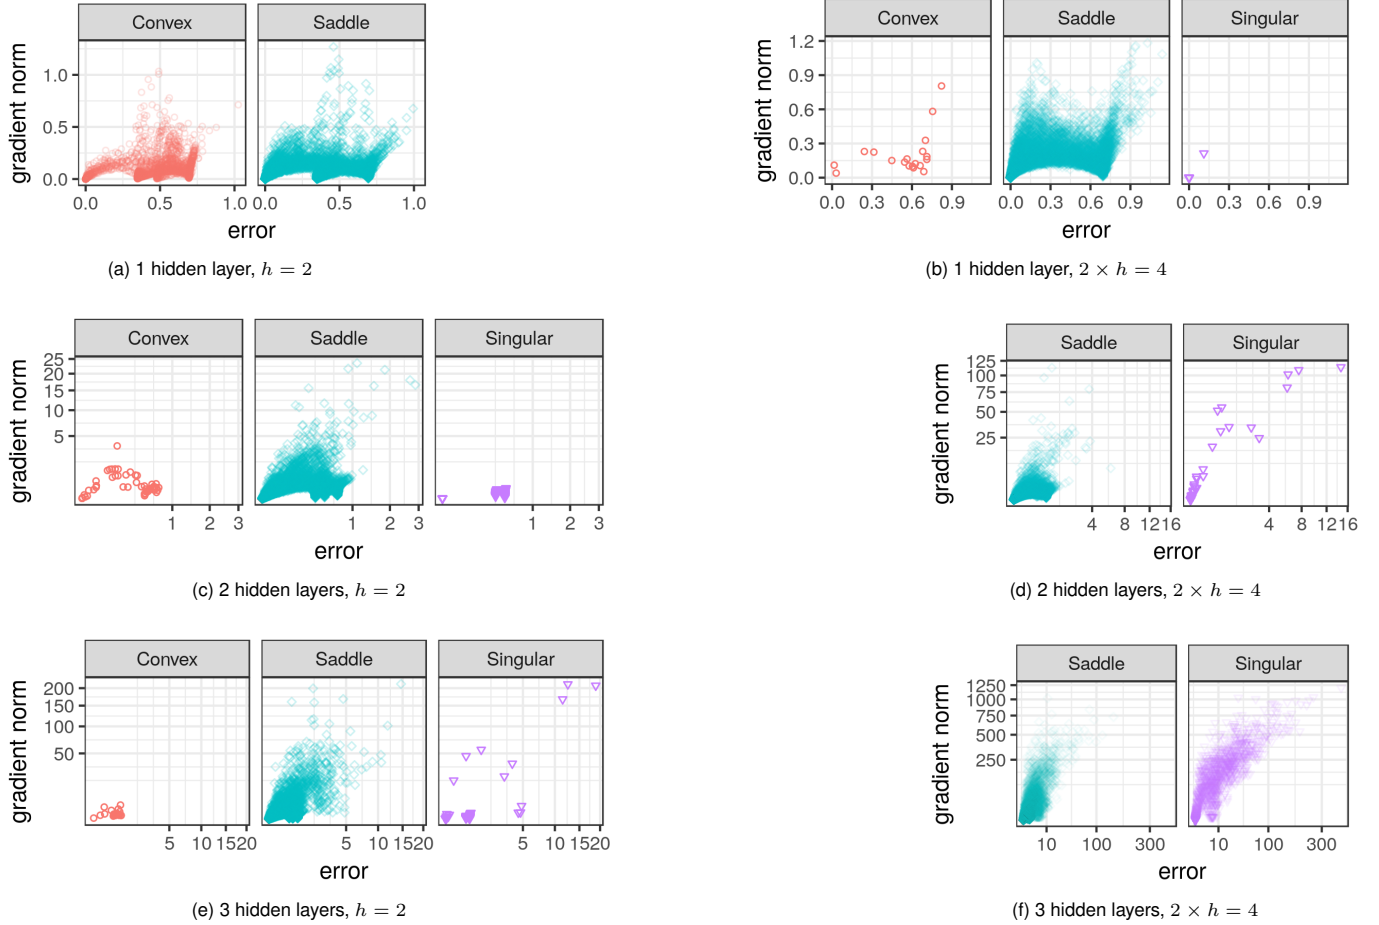 Convex Saddle
gradient norm
1.0
0.5
0.0
0.0 0.5 1.0 0.0 0.5 1.0
error
(a) 1 hidden layer, h = 2
Convex Saddle Singular
gradient norm
1.2
0.9
0.6
0.3
0.0
0.0 0.3 0.6 0.9 0.0 0.3 0.6 0.9 0.0 0.3 0.6 0.9
error
(b) 1 hidden layer, 2 × h = 4
Convex Saddle Singular
gradient norm
25
20
15
10
5
1 2 3 1 2 3 1 2 3
error
(c) 2 hidden layers, h = 2
Saddle Singular
gradient norm
125
100
75
50
25
4 8 1216 4 8 1216
error
(d) 2 hidden layers, 2 × h = 4
Convex Saddle Singular
gradient norm
200
150
100
50
5 10 1520 5 10 1520 5 10 1520
error
(e) 3 hidden layers, h = 2
Saddle Singular
gradient norm
1250
1000
750
500
250
10 100 300 10 100 300
error
(f) 3 hidden layers, 2 × h = 4